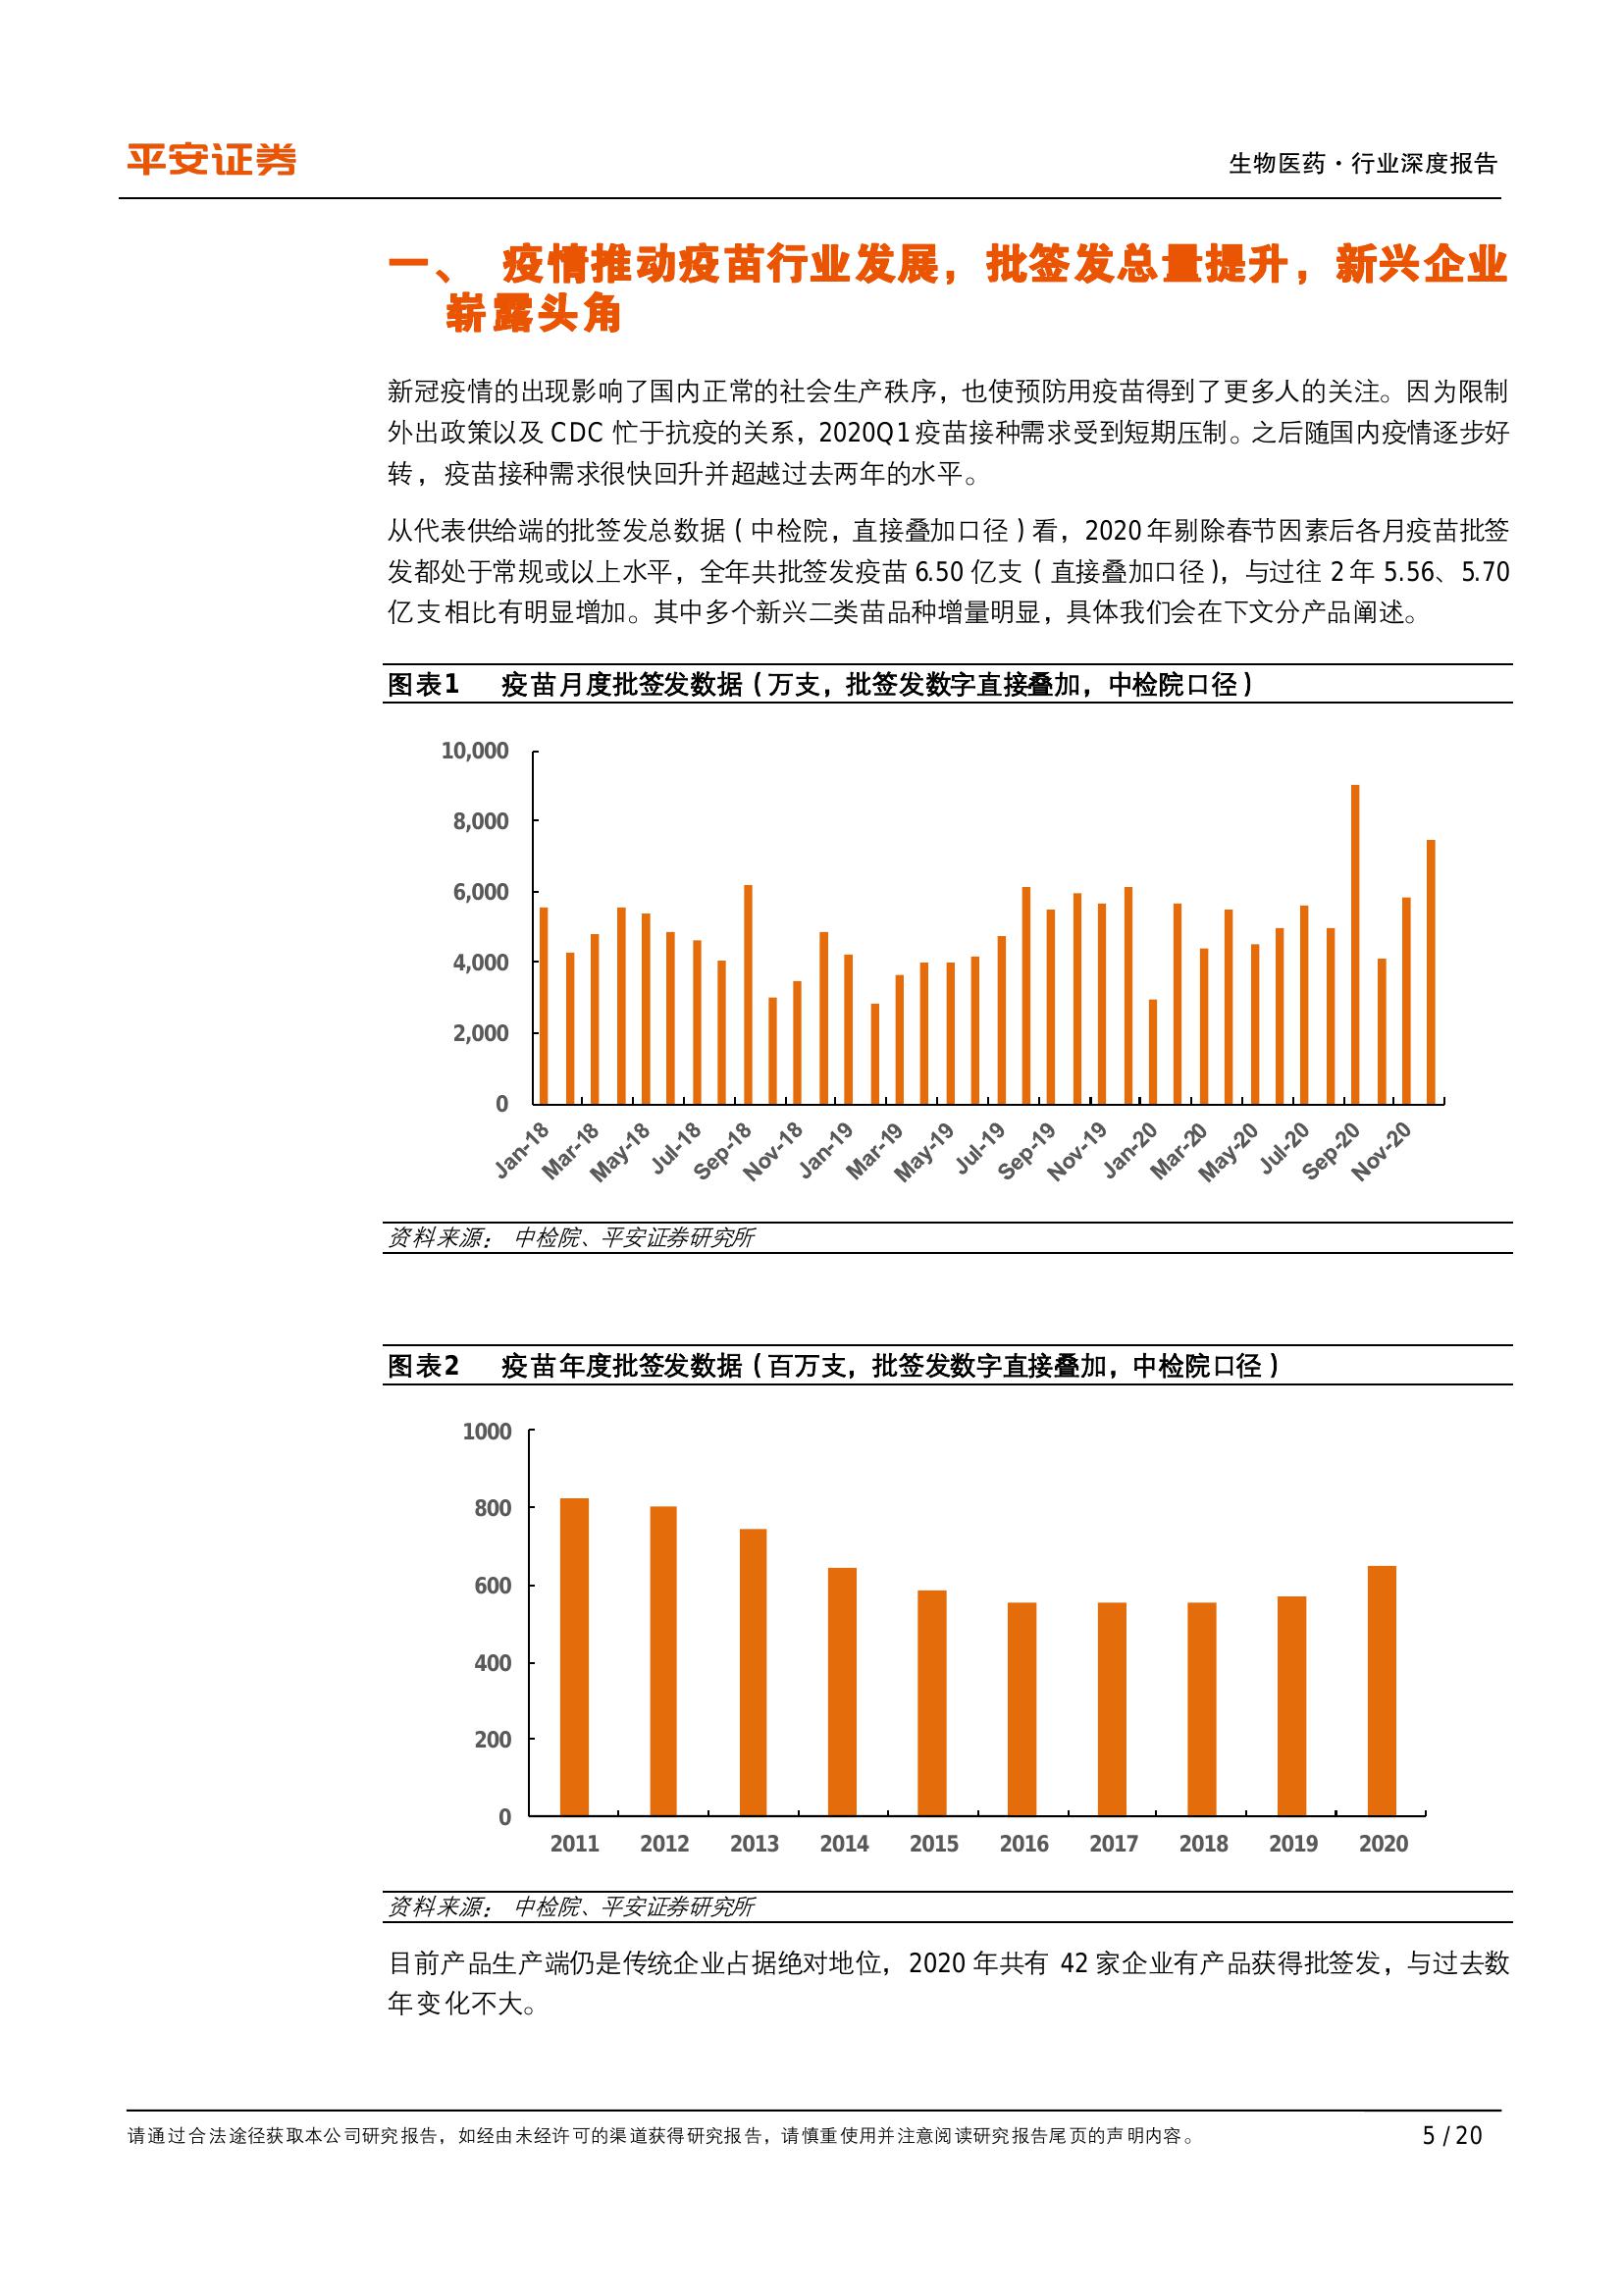 平安证券
生物医药·行业深度报告
一、 疫情推动疫苗行业发展，批签发总量提升，新兴企业
崭露头角
新冠疫情的出现影响了国内正常的社会生产秩序，也使预防用疫苗得到了更多人的关注。因为限制
外出政策以及 CDC 忙于抗疫的关系，2020Q1 疫苗接种需求受到短期压制。之后随国内疫情逐步好
转，疫苗接种需求很快回升并超越过去两年的水平。
从代表供给端的批签发总数据（中检院，直接叠加口径）看，2020 年剔除春节因素后各月疫苗批签
发都处于常规或以上水平，全年共批签发疫苗 6.50 亿支（直接叠加口径），与过往 2 年 5.56、5.70
亿支相比有明显增加。其中多个新兴二类苗品种增量明显，具体我们会在下文分产品阐述。
图表1 疫苗月度批签发数据（万支，批签发数字直接叠加，中检院口径）
10,000
8,000
6,000
4,000
2,000
0
Jan-18 Mar-18 May-18 Jul-18 Sep-18 Nov-18 Jan-19 Mar-19 May-19 Jul-19 Sep-19 Nov-19 Jan-20 Mar-20 May-20 Jul-20 Sep-20 Nov-20
资料来源： 中检院、平安证券研究所
图表2 疫苗年度批签发数据（百万支，批签发数字直接叠加，中检院口径）
1000
800
600
400
200
0
2011 2012 2013 2014 2015 2016 2017 2018 2019 2020
资料来源： 中检院、平安证券研究所
目前产品生产端仍是传统企业占据绝对地位，2020 年共有 42 家企业有产品获得批签发，与过去数
年变化不大。
请通过合法途径获取本公司研究报告，如经由未经许可的渠道获得研究报告，请慎重使用并注意阅读研究报告尾页的声明内容。
5 / 20